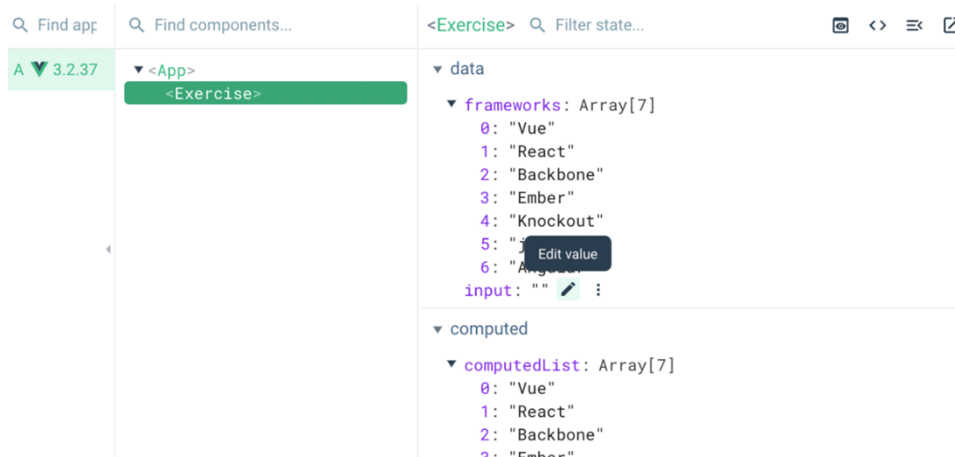 Find app
Find components...
<Exercise>
Filter state...
A 3.2.37
<App>
<Exercise>
data
frameworks: Array[7]
0: "Vue"
1: "React"
2: "Backbone"
3: "Ember"
4: "Knockout"
5: "j
Edit value
6:
input: ""
computed
computedList: Array[7]
0: "Vue"
1: "React"
2: "Backbone"
3: "Ember"